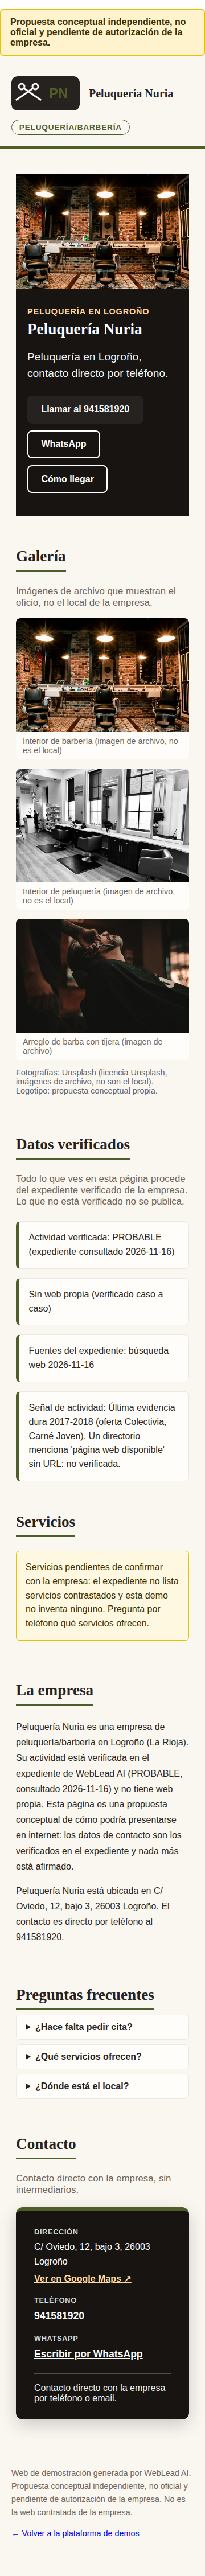 Propuesta conceptual independiente, no
oficial y pendiente de autorización de la
empresa.
PN
Peluquería Nuria
PELUQUERÍA/BARBERÍA
PELUQUERÍA EN LOGROÑO
Peluquería Nuria
Peluquería en Logroño,
contacto directo por teléfono.
Llamar al 941581920
WhatsApp
Cómo llegar
Galería
Imágenes de archivo que muestran el
oficio, no el local de la empresa.
Interior de barbería (imagen de archivo, no
es el local)
Interior de peluquería (imagen de archivo,
no es el local)
Arreglo de barba con tijera (imagen de
archivo)
Fotografías: Unsplash (licencia Unsplash,
imágenes de archivo, no son el local).
Logotipo: propuesta conceptual propia.
Datos verificados
Todo lo que ves en esta página procede
del expediente verificado de la empresa.
Lo que no está verificado no se publica.
Actividad verificada: PROBABLE
(expediente consultado 2026-11-16)
Sin web propia (verificado caso a
caso)
Fuentes del expediente: búsqueda
web 2026-11-16
Señal de actividad: Última evidencia
dura 2017-2018 (oferta Colectivia,
Carné Joven). Un directorio
menciona 'página web disponible'
sin URL: no verificada.
Servicios
Servicios pendientes de confirmar
con la empresa: el expediente no lista
servicios contrastados y esta demo
no inventa ninguno. Pregunta por
teléfono qué servicios ofrecen.
La empresa
Peluquería Nuria es una empresa de
peluquería/barbería en Logroño (La Rioja).
Su actividad está verificada en el
expediente de WebLead AI (PROBABLE,
consultado 2026-11-16) y no tiene web
propia. Esta página es una propuesta
conceptual de cómo podría presentarse
en internet: los datos de contacto son los
verificados en el expediente y nada más
está afirmado.
Peluquería Nuria está ubicada en C/
Oviedo, 12, bajo 3, 26003 Logroño. El
contacto es directo por teléfono al
941581920.
Preguntas frecuentes
¿Hace falta pedir cita?
¿Qué servicios ofrecen?
¿Dónde está el local?
Contacto
Contacto directo con la empresa, sin
intermediarios.
DIRECCIÓN
C/ Oviedo, 12, bajo 3, 26003
Logroño
Ver en Google Maps ↗
TELÉFONO
941581920
WHATSAPP
Escribir por WhatsApp
Contacto directo con la empresa
por teléfono o email.
Web de demostración generada por WebLead AI.
Propuesta conceptual independiente, no oficial y
pendiente de autorización de la empresa. No es
la web contratada de la empresa.
← Volver a la plataforma de demos